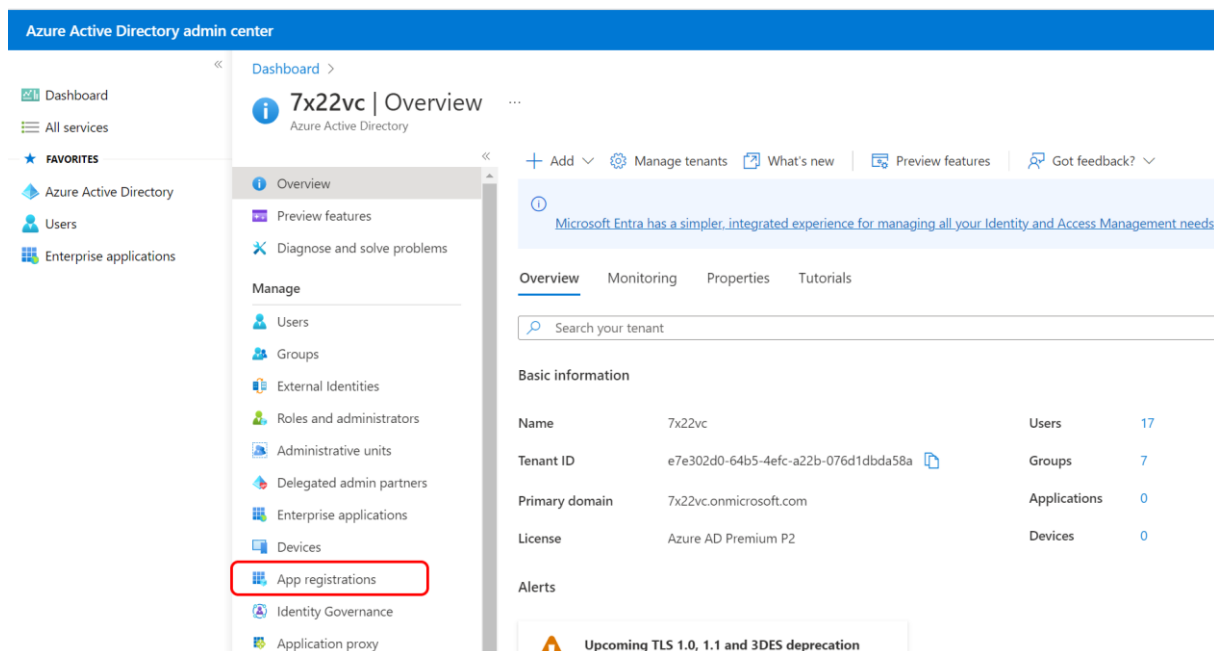 Azure Active Directory admin center
«
Dashboard
All services
FAVORITES
Azure Active Directory
Users
Enterprise applications
Dashboard >
7x22vc | Overview ...
Azure Active Directory
«
Overview
Preview features
Diagnose and solve problems
Manage
Users
Groups
External Identities
Roles and administrators
Administrative units
Delegated admin partners
Enterprise applications
Devices
App registrations
Identity Governance
Application proxy
+ Add Manage tenants What's new Preview features Got feedback?
Microsoft Entra has a simpler, integrated experience for managing all your Identity and Access Management needs
Overview Monitoring Properties Tutorials
Search your tenant
Basic information
Name 7x22vc Users 17
Tenant ID e7e302d0-64b5-4efc-a22b-076d1dbda58a Groups 7
Primary domain 7x22vc.onmicrosoft.com Applications 0
License Azure AD Premium P2 Devices 0
Alerts
Upcoming TLS 1.0, 1.1 and 3DES deprecation